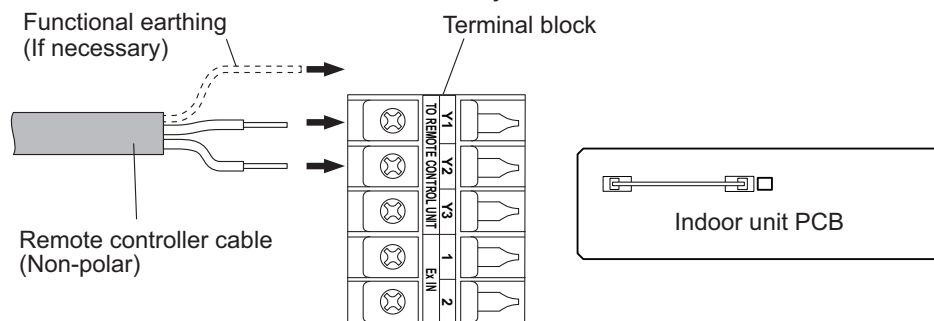 Functional earthing
(If necessary)
Terminal block
Y1
Y2
Y3
1
2
TO REMOTE CONTROL UNIT
Ex IN
Remote controller cable
(Non-polar)
Indoor unit PCB